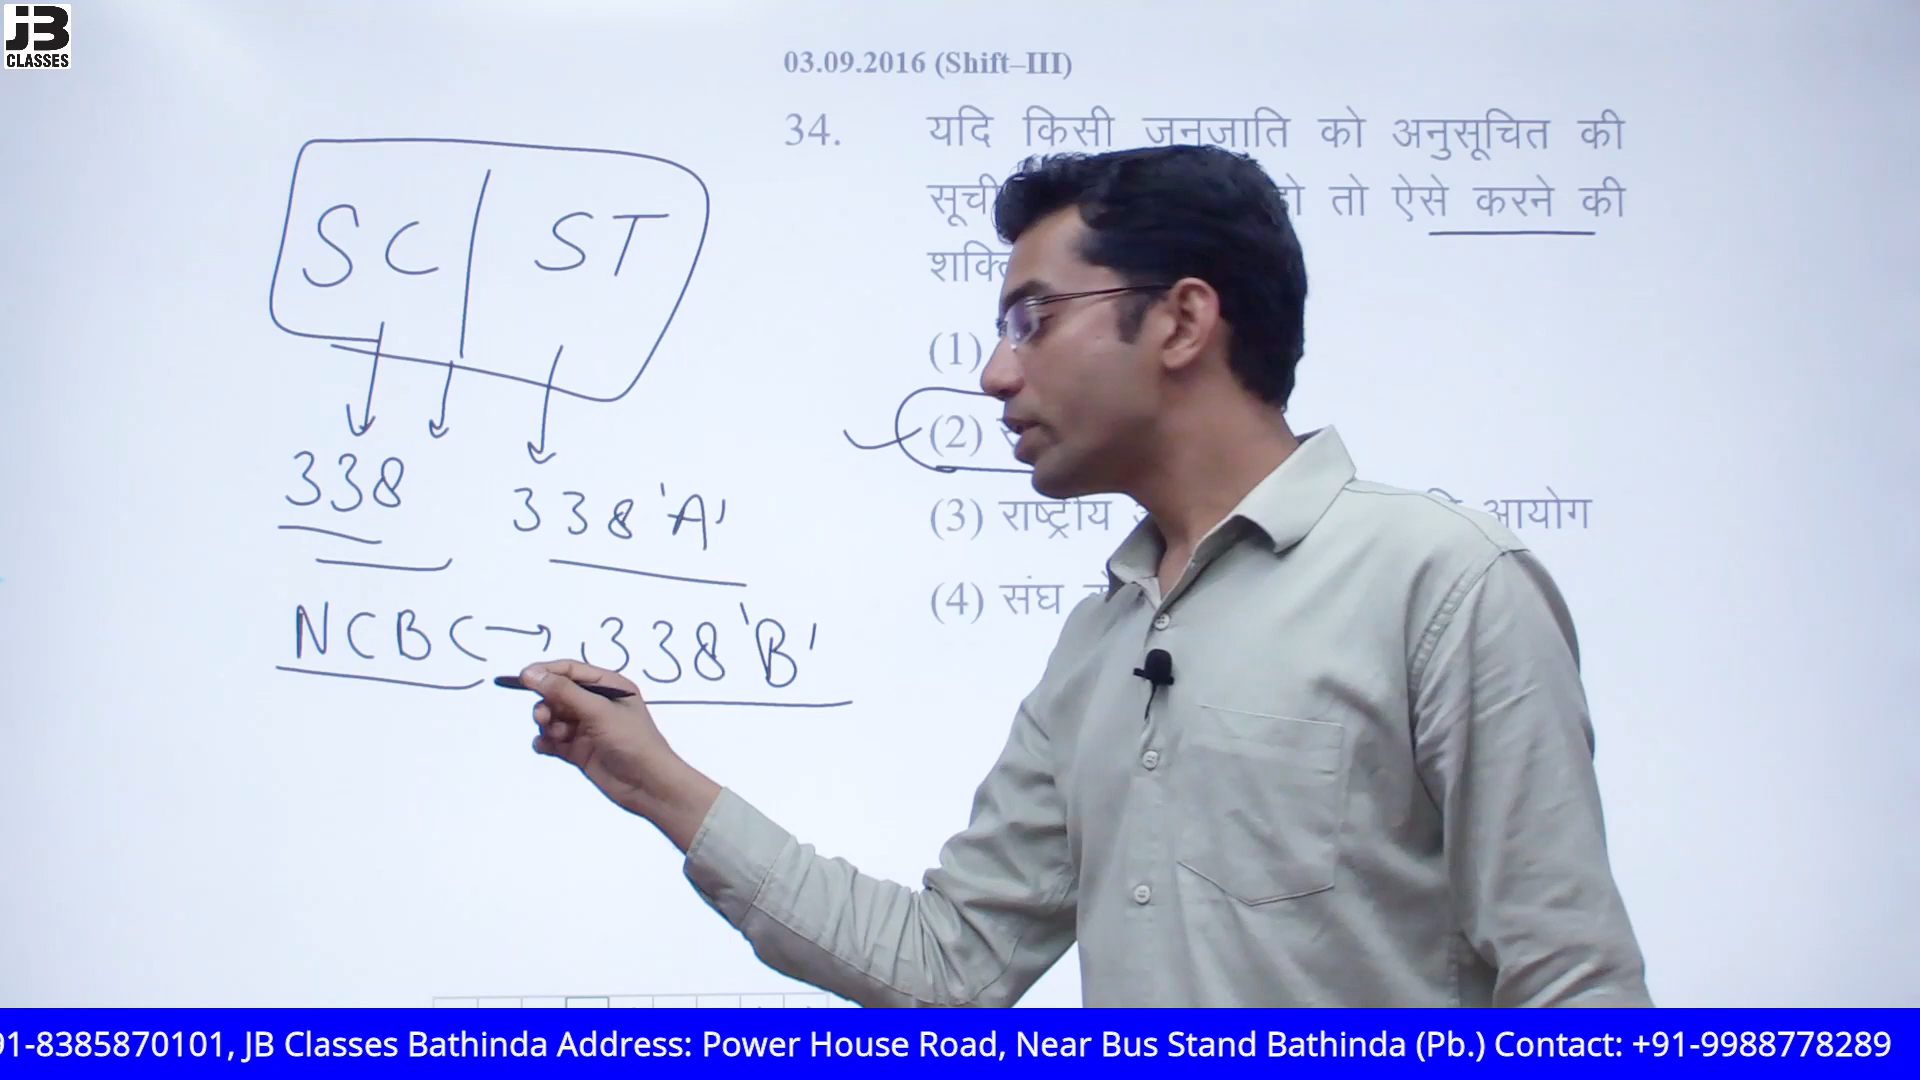 JB
CLASSES
03.09.2016 (Shift–III)
34. यदि किसी जनजाति को अनुसूचित की
सूची हो तो ऐसे करने की
(1)
(2)
(3) राष्ट्रीय आयोग
(4) संघ
SC | ST
338 338 'A'
NCBC → 338 'B'
91-8385870101, JB Classes Bathinda Address: Power House Road, Near Bus Stand Bathinda (Pb.) Contact: +91-9988778289